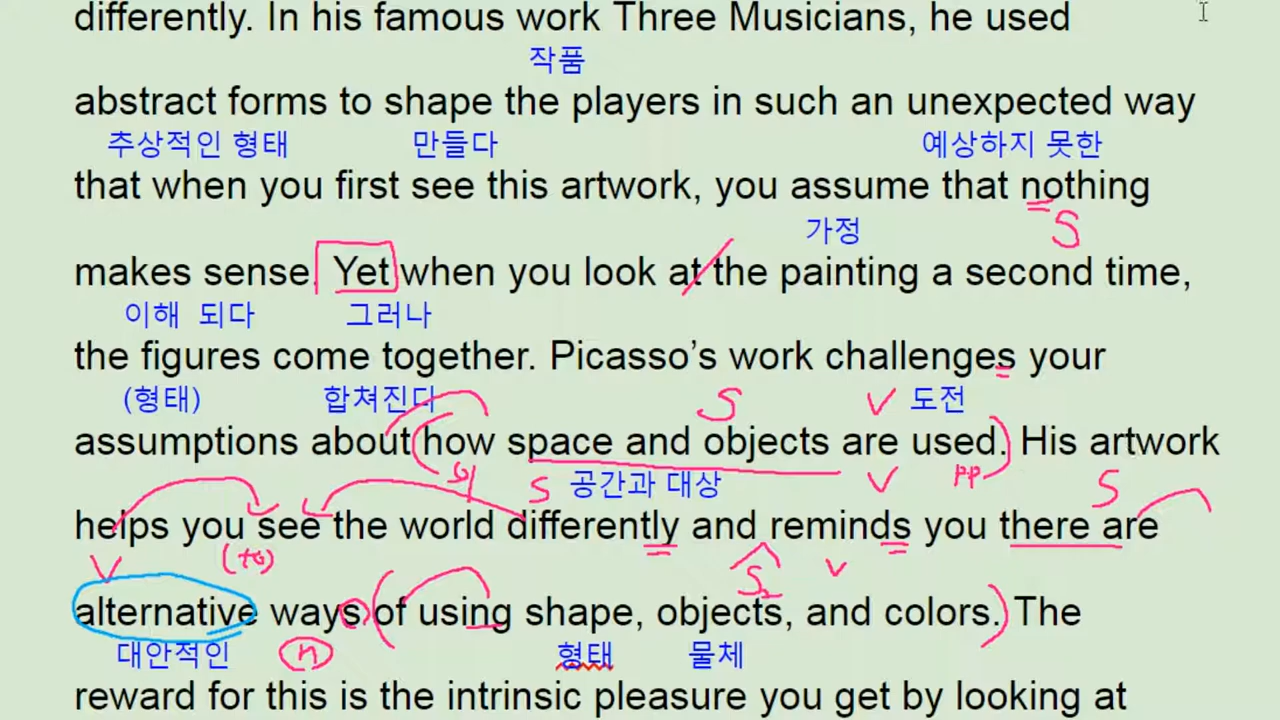 differently. In his famous work Three Musicians, he used
작품
abstract forms to shape the players in such an unexpected way
추상적인 형태 만들다 예상하지 못한
that when you first see this artwork, you assume that nothing
가정 S
makes sense. Yet when you look at the painting a second time,
이해 되다 그러나
the figures come together. Picasso's work challenges your
(형태) 합쳐진다 S V 도전
assumptions about how space and objects are used. His artwork
S 공간과 대상 V pp S
helps you see the world differently and reminds you there are
V (to) S2 V
alternative ways of using shape, objects, and colors. The
대안적인 n 형태 물체
reward for this is the intrinsic pleasure you get by looking at